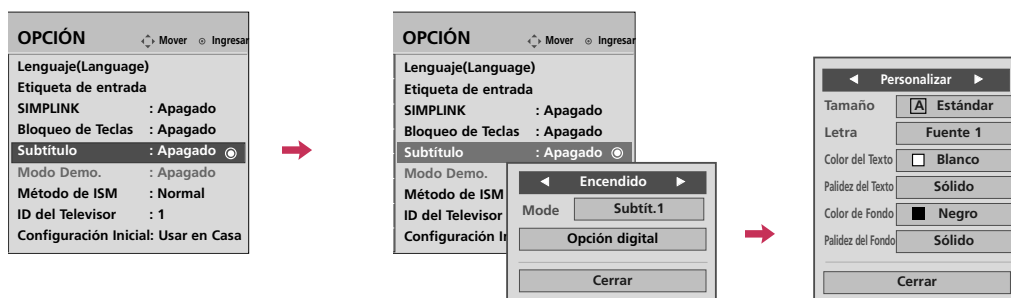 OPCIÓN Mover Ingresar
Lenguaje(Language)
Etiqueta de entrada
SIMPLINK : Apagado
Bloqueo de Teclas : Apagado
Subtítulo : Apagado
Modo Demo. : Apagado
Método de ISM : Normal
ID del Televisor : 1
Configuración Inicial: Usar en Casa
OPCIÓN Mover Ingresar
Lenguaje(Language)
Etiqueta de entrada
SIMPLINK : Apagado
Bloqueo de Teclas : Apagado
Subtítulo : Apagado
Modo Demo.
Método de ISM
ID del Televisor
Configuración In
Encendido
Mode Subtít.1
Opción digital
Cerrar
Personalizar
Tamaño A Estándar
Letra Fuente 1
Color del Texto Blanco
Palidez del Texto Sólido
Color de Fondo Negro
Palidez del Fondo Sólido
Cerrar